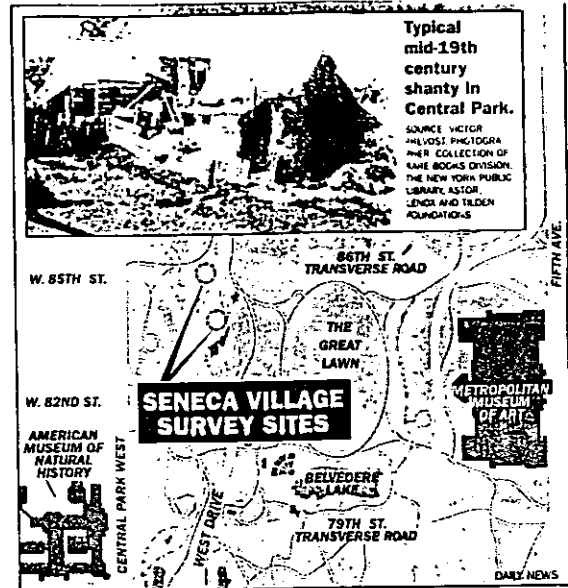 Typical
mid-19th
century
shanty in
Central Park.
SOURCE VICTOR
PREVOST, PHOTOGRA
PHER COLLECTION OF
RARE BOOKS DIVISION.
THE NEW YORK PUBLIC
LIBRARY, ASTOR,
LENOX AND TILDEN
FOUNDATIONS
86TH ST.
TRANSVERSE ROAD
FIFTH AVE.
W. 85TH ST.
THE
GREAT
LAWN
METROPOLITAN
MUSEUM
OF ART
SENECA VILLAGE
SURVEY SITES
W. 82ND ST.
AMERICAN
MUSEUM OF
NATURAL
HISTORY
CENTRAL PARK WEST
WEST DRIVE
BELVEDERE
LAKE
79TH ST.
TRANSVERSE ROAD
DAILY NEWS